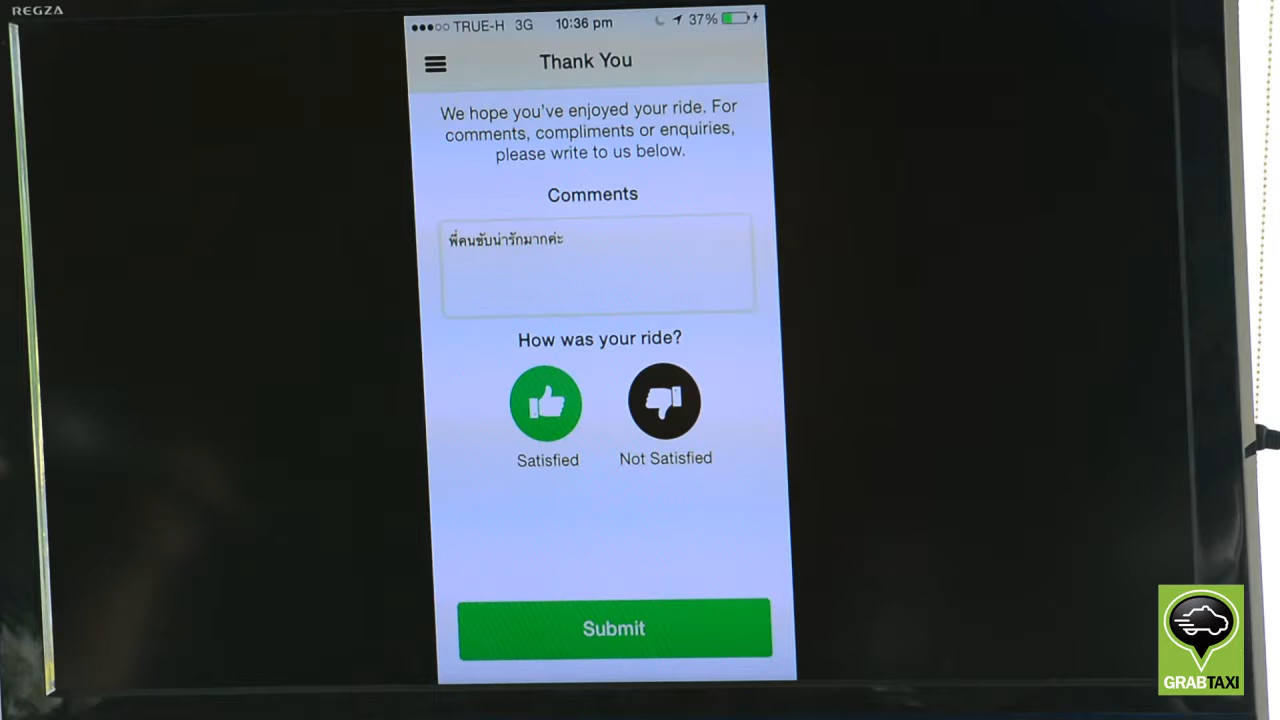 REGZA
TRUE-H 3G 10:36 pm 37%
Thank You
We hope you've enjoyed your ride. For
comments, compliments or enquiries,
please write to us below.
Comments
พี่คนขับน่ารักมากค่ะ
How was your ride?
Satisfied Not Satisfied
Submit
GRABTAXI